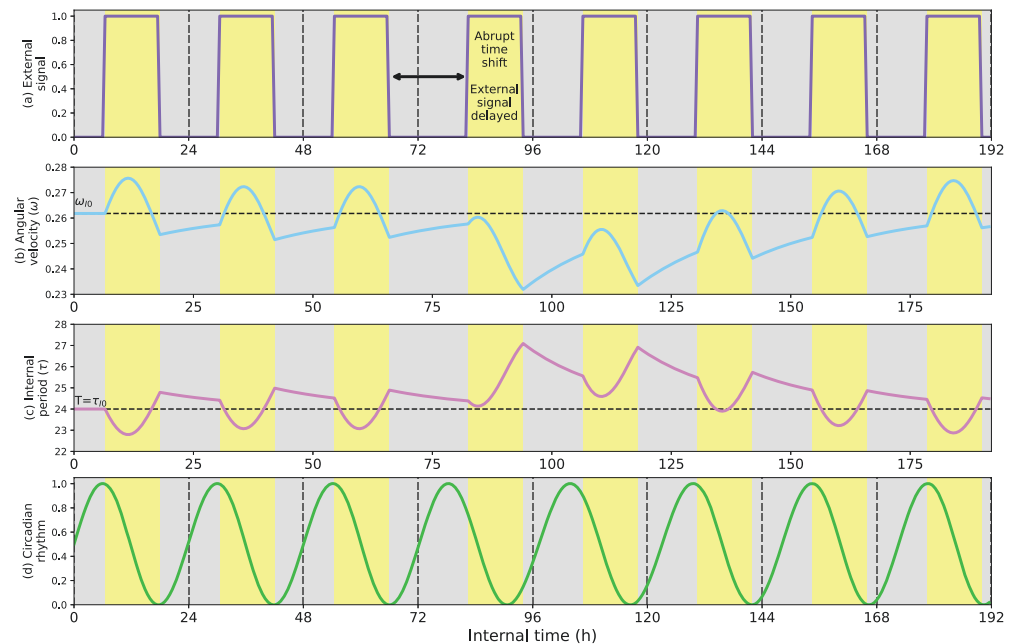 (a) External
signal
1.0
0.8
0.6
0.4
0.2
0.0
Abrupt
time
shift
External
signal
delayed
0 24 48 72 96 120 144 168 192
(b) Angular
velocity (ω)
0.28
0.27
0.26
0.25
0.24
0.23
ωI0
0 25 50 75 100 125 150 175
(c) Internal
period (τ)
28
27
26
25
24
23
22
T=τI0
0 25 50 75 100 125 150 175
(d) Circadian
rhythm
1.0
0.8
0.6
0.4
0.2
0.0
0 24 48 72 96 120 144 168 192
Internal time (h)